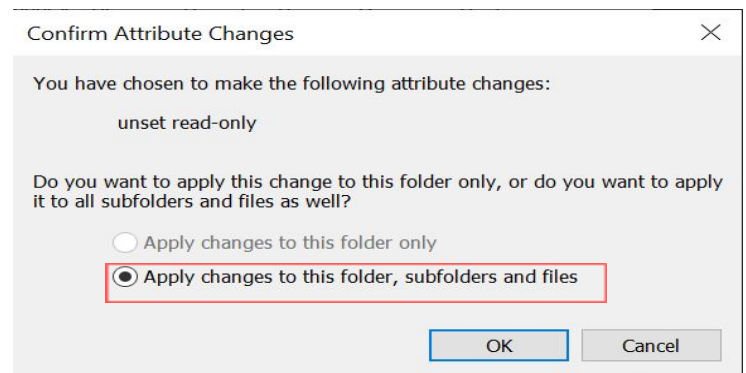 Confirm Attribute Changes
You have chosen to make the following attribute changes:
unset read-only
Do you want to apply this change to this folder only, or do you want to apply
it to all subfolders and files as well?
Apply changes to this folder only
Apply changes to this folder, subfolders and files
OK Cancel